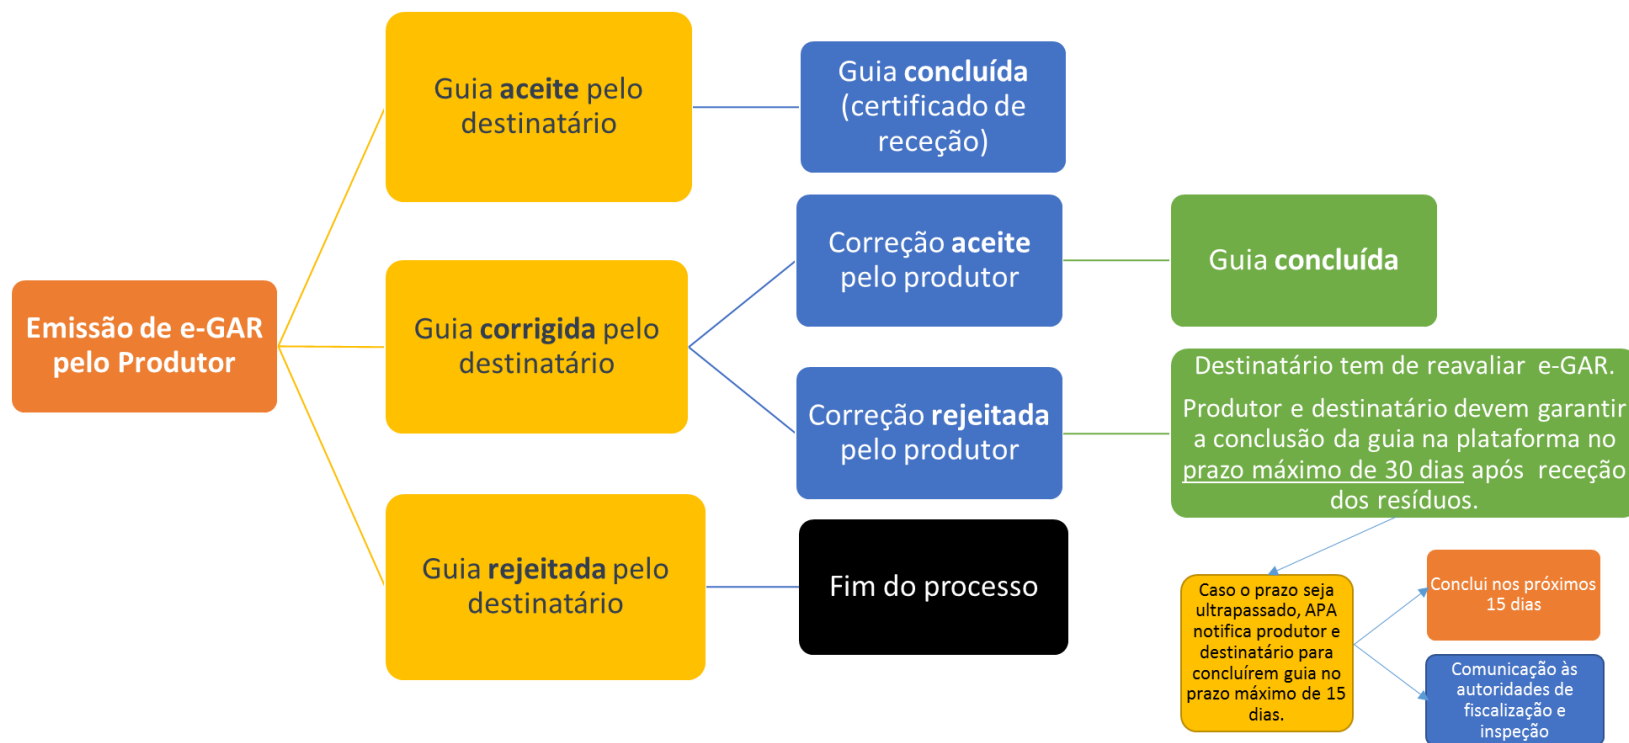 Emissão de e-GAR
pelo Produtor
Guia aceite pelo
destinatário
Guia concluída
(certificado de
receção)
Guia corrigida pelo
destinatário
Correção aceite
pelo produtor
Guia concluída
Correção rejeitada
pelo produtor
Destinatário tem de reavaliar e-GAR.
Produtor e destinatário devem garantir
a conclusão da guia na plataforma no
prazo máximo de 30 dias após receção
dos resíduos.
Guia rejeitada pelo
destinatário
Fim do processo
Caso o prazo seja
ultrapassado, APA
notifica produtor e
destinatário para
concluírem guia no
prazo máximo de 15
dias.
Conclui nos próximos
15 dias
Comunicação às
autoridades de
fiscalização e
inspeção